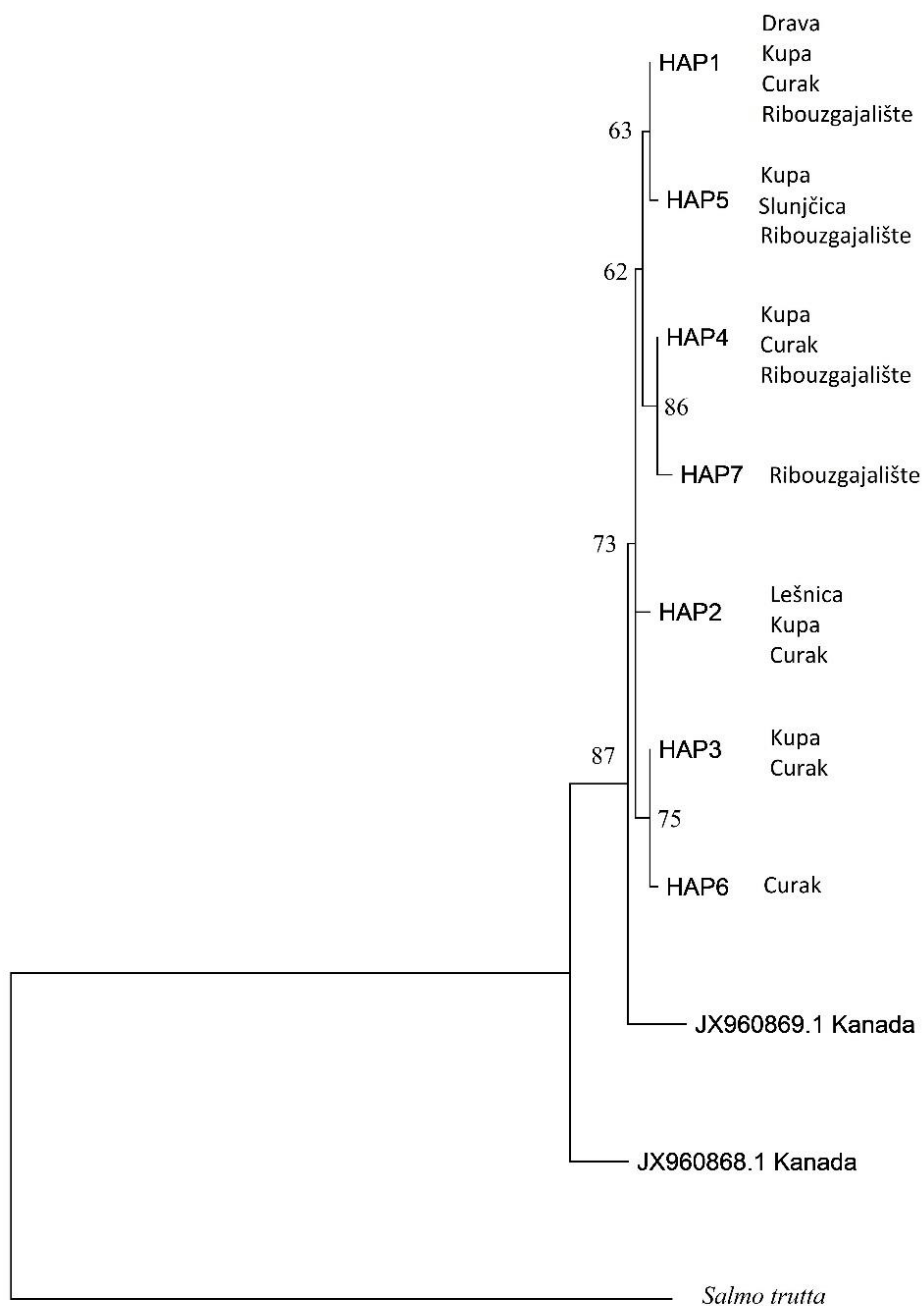 Drava
HAP1
Kupa
Curak
Ribouzgajalište
63
Kupa
HAP5
Slunjčica
Ribouzgajalište
62
Kupa
HAP4
Curak
Ribouzgajalište
86
HAP7
Ribouzgajalište
73
Lešnica
HAP2
Kupa
Curak
HAP3
Kupa
87
Curak
75
HAP6
Curak
JX960869.1 Kanada
JX960868.1 Kanada
Salmo trutta